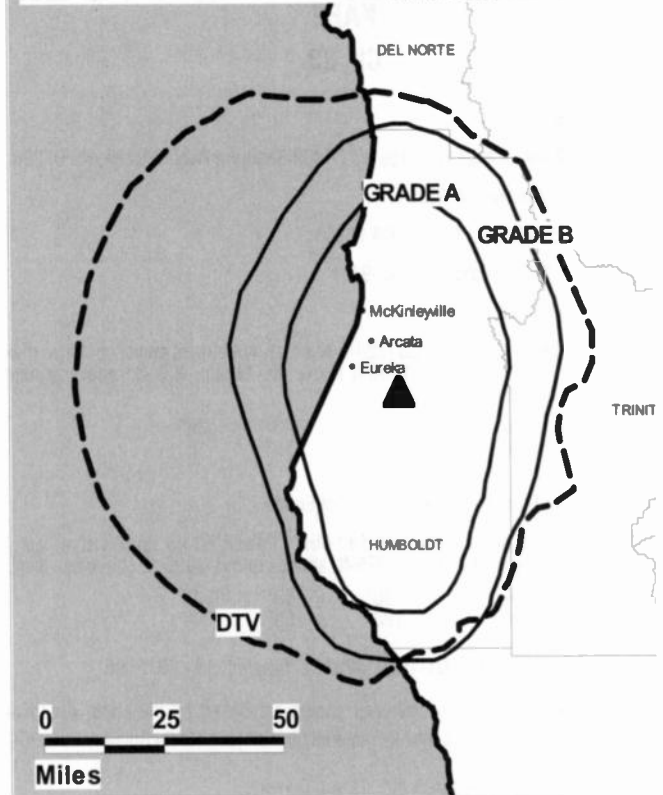 DEL NORTE
GRADE A
GRADE B
McKinleyville
Arcata
Eureka
TRINIT
HUMBOLDT
DTV
0 25 50
Miles